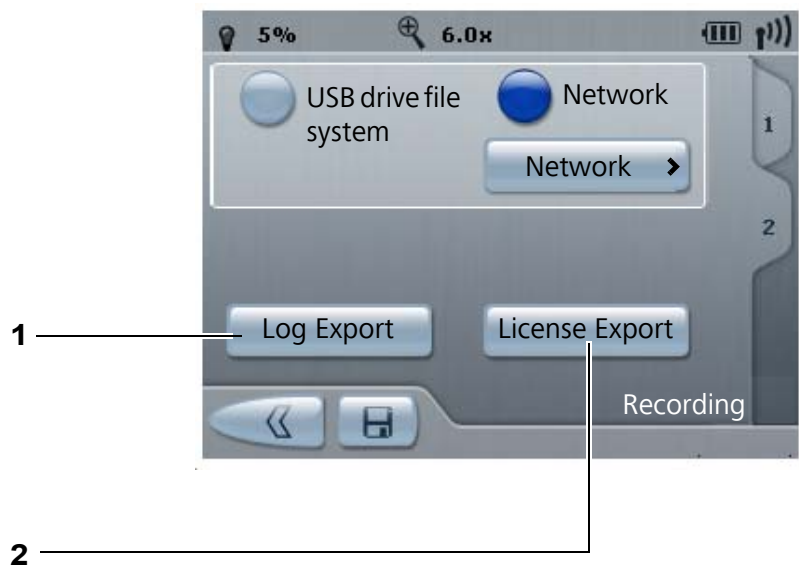 5% 6.0x
USB drive file system
Network
Network
1
2
1
Log Export
License Export
Recording
2